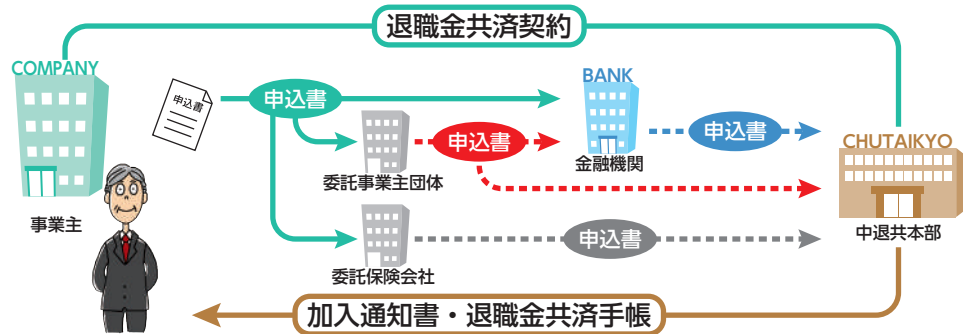 退職金共済契約
COMPANY
申込書
申込書
BANK
申込書
申込書
CHUTAIKYO
金融機関
委託事業主団体
事業主
中退共本部
申込書
委託保険会社
加入通知書・退職金共済手帳